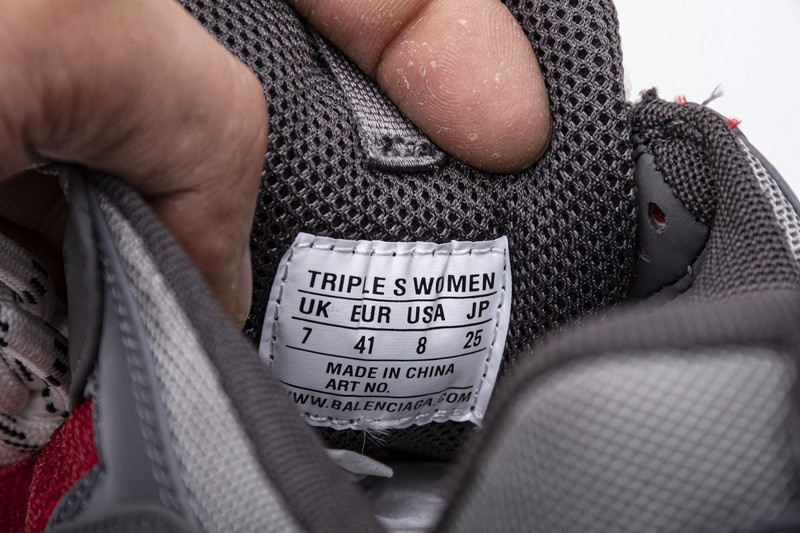 TRIPLE S WOMEN
UK EUR USA JP
7 41 8 25
MADE IN CHINA
ART NO.
WWW.BALENCIAGA.COM